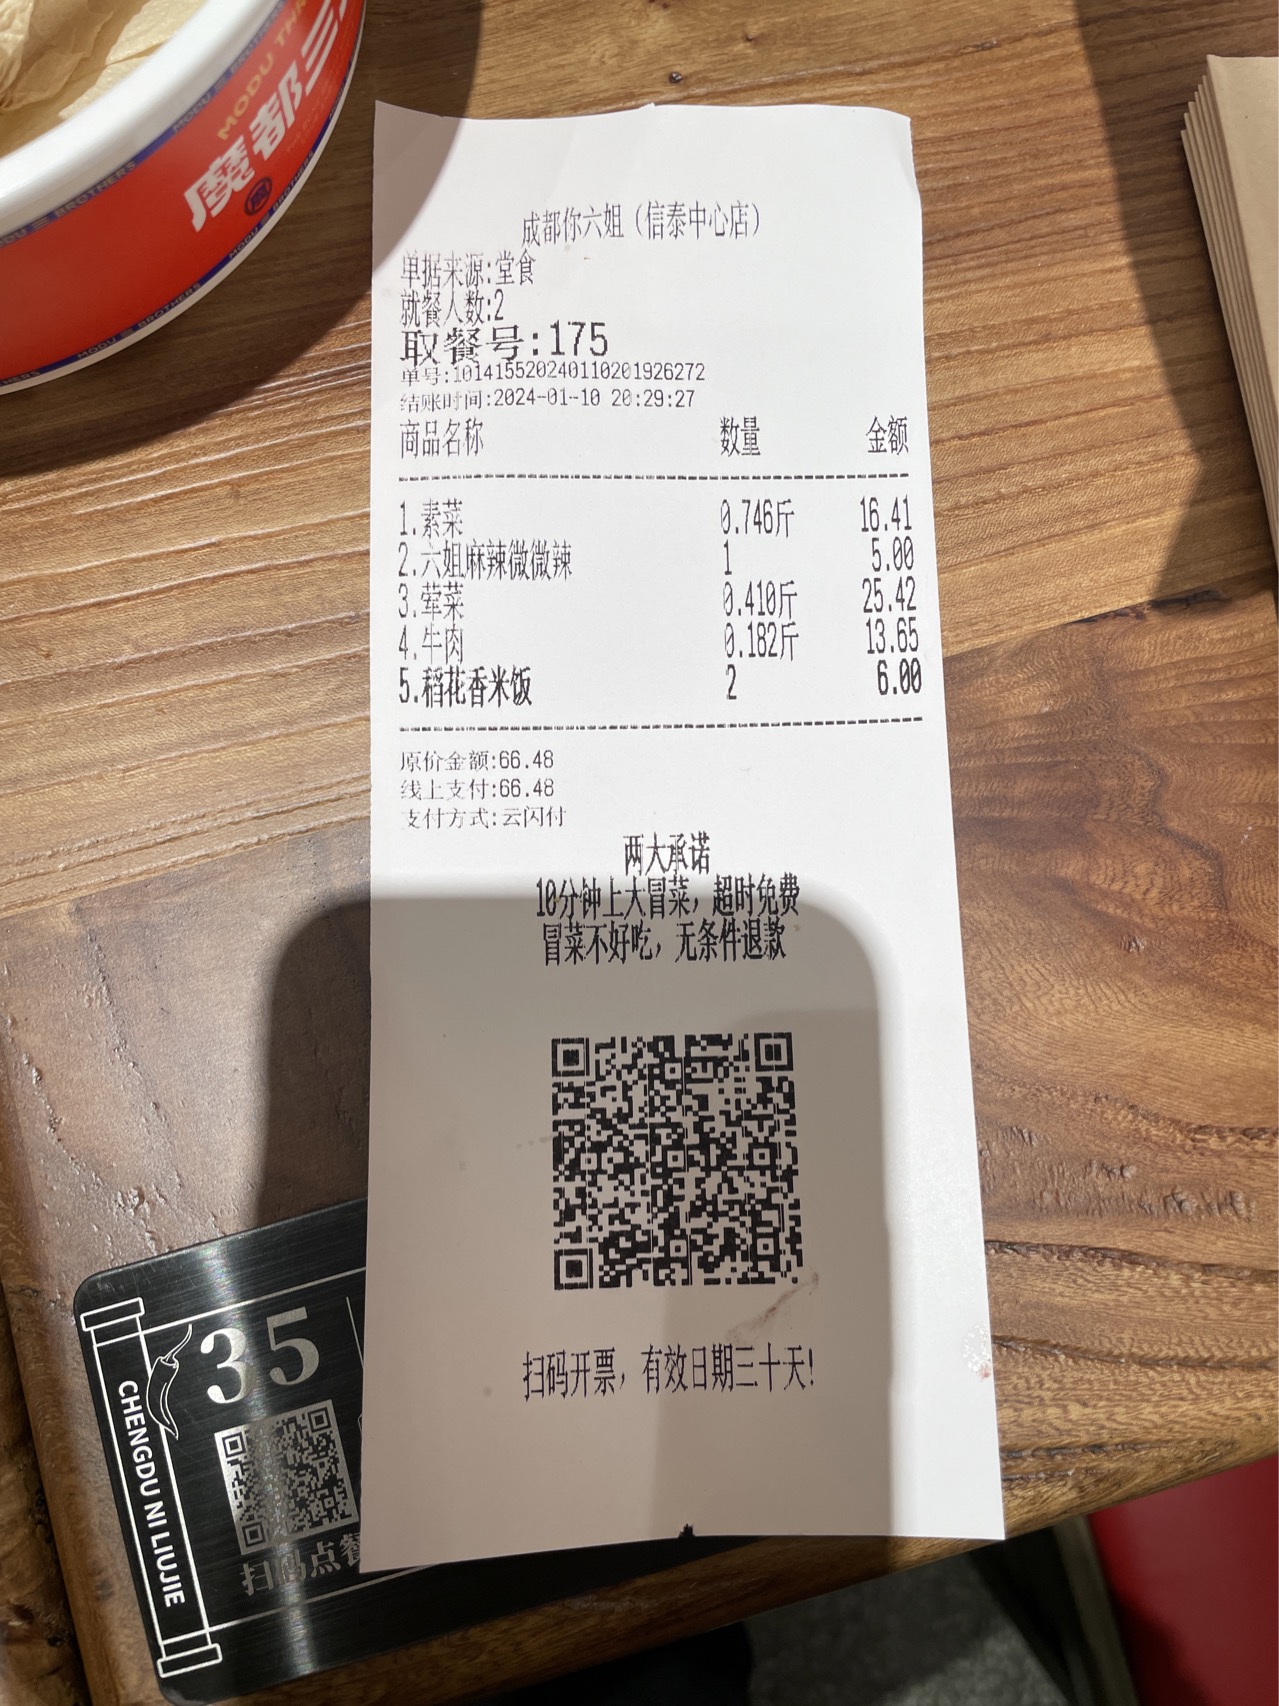 MODU
魔都三
BROTHERS
MODU 三 BROTHERS
成都你六姐（信泰中心店）
单据来源:堂食
就餐人数:2
取餐号:175
单号:10141552024011020192​6272
结账时间:2024-01-10 20:29:27
商品名称 数量 金额
1.素菜 0.746斤 16.41
2.六姐麻辣微微辣 1 5.00
3.荤菜 0.410斤 25.42
4.牛肉 0.182斤 13.65
5.稻花香米饭 2 6.00
原价金额:66.48
线上支付:66.48
支付方式:云闪付
两大承诺
10分钟上大冒菜，超时免费
冒菜不好吃，无条件退款
扫码开票，有效日期三十天!
35
CHENGDU NI LIUJIE
扫码点餐